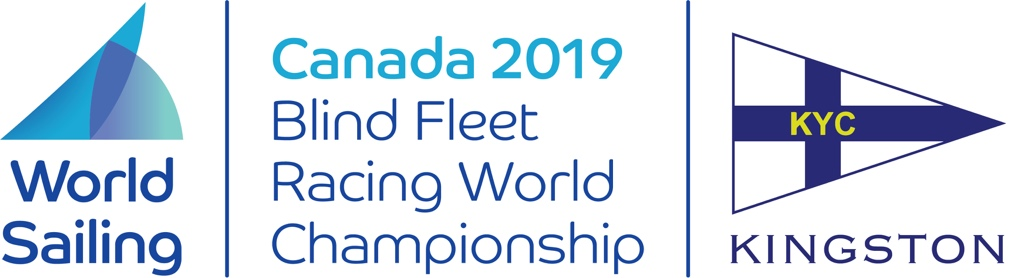 World
Sailing
Canada 2019
Blind Fleet
Racing World
Championship
KYC
KINGSTON